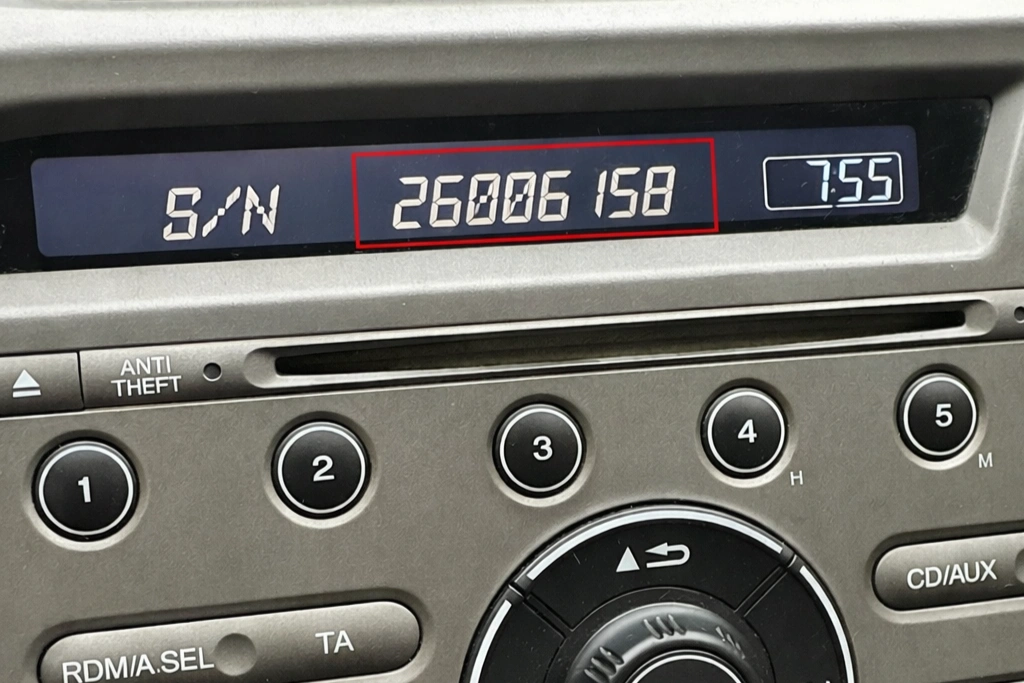 S/N 26006158 7:55
ANTI
THEFT
1 2 3 4 5
H M
CD/AUX
RDM/A.SEL TA